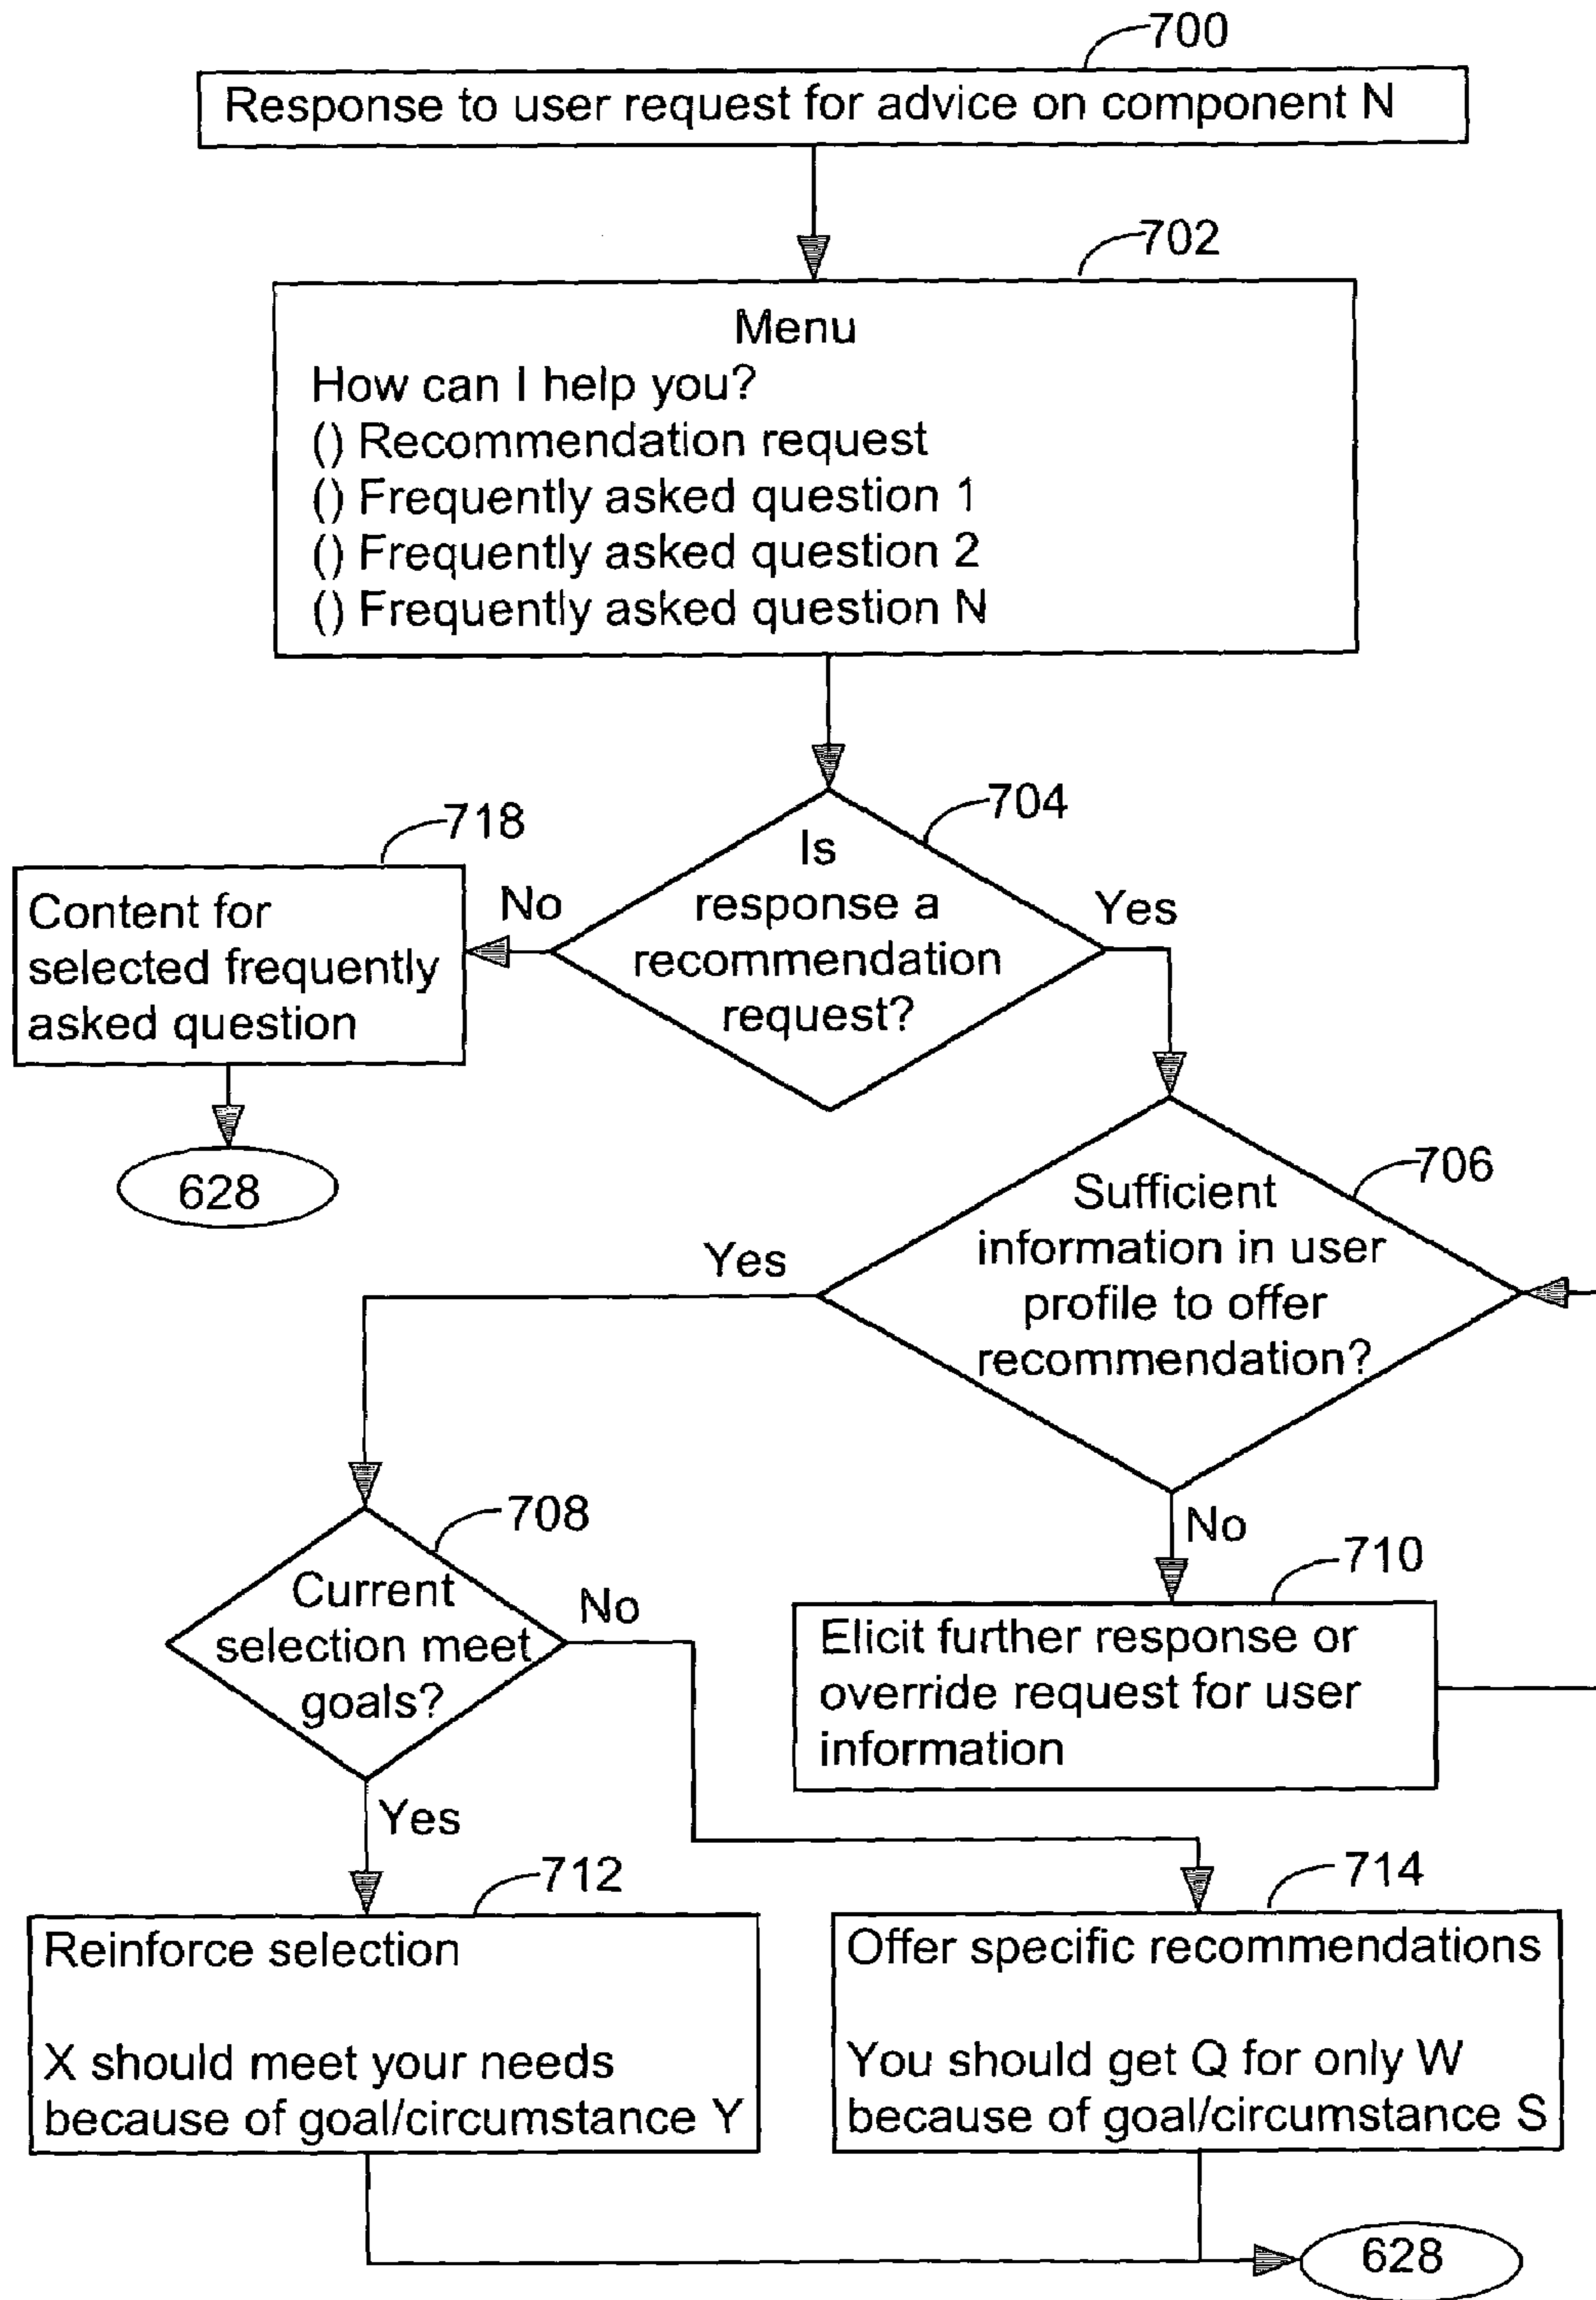 700
Response to user request for advice on component N
702
Menu
How can I help you?
() Recommendation request
() Frequently asked question 1
() Frequently asked question 2
() Frequently asked question N
704
Is
response a
recommendation
request?
No
Yes
718
Content for
selected frequently
asked question
628
706
Sufficient
information in user
profile to offer
recommendation?
Yes
No
708
Current
selection meet
goals?
No
Yes
710
Elicit further response or
override request for user
information
712
Reinforce selection
X should meet your needs
because of goal/circumstance Y
714
Offer specific recommendations
You should get Q for only W
because of goal/circumstance S
628